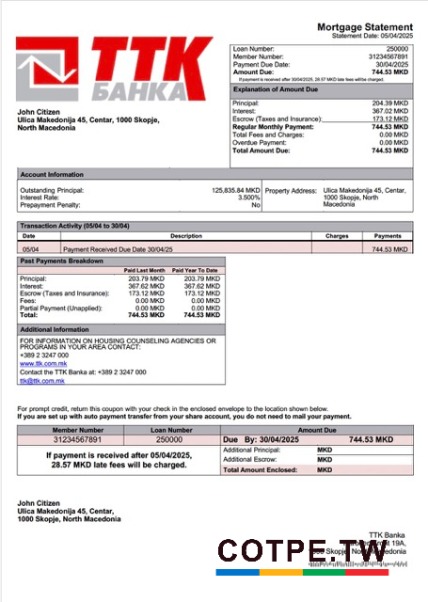 TTK
БАНКА
Mortgage Statement
Statement Date: 05/04/2025
Loan Number: 250000
Member Number: 31234567891
Payment Due Date: 30/04/2025
Amount Due: 744.53 MKD
If payment is received after 30/04/2025, 28.57 MKD late fees will be charged.
Explanation of Amount Due
Principal: 204.39 MKD
Interest: 367.02 MKD
Escrow (Taxes and Insurance): 173.12 MKD
Regular Monthly Payment: 744.53 MKD
Total Fees and Charges: 0.00 MKD
Overdue Payment: 0.00 MKD
Total Amount Due: 744.53 MKD
John Citizen
Ulica Makedonija 45, Centar, 1000 Skopje,
North Macedonia
Account Information
Outstanding Principal: 125,835.84 MKD
Interest Rate: 3.500%
Prepayment Penalty: No
Property Address: Ulica Makedonija 45, Centar,
1000 Skopje, North
Macedonia
Transaction Activity (05/04 to 30/04)
Date Description Charges Payments
05/04 Payment Received Due Date 30/04/25 744.53 MKD
Past Payments Breakdown
Paid Last Month Paid Year To Date
Principal: 203.79 MKD 203.79 MKD
Interest: 367.62 MKD 367.62 MKD
Escrow (Taxes and Insurance): 173.12 MKD 173.12 MKD
Fees: 0.00 MKD 0.00 MKD
Partial Payment (Unapplied): 0.00 MKD 0.00 MKD
Total: 744.53 MKD 744.53 MKD
Additional Information
FOR INFORMATION ON HOUSING COUNSELING AGENCIES OR
PROGRAMS IN YOUR AREA CONTACT:
+389 2 3247 000
www.ttk.com.mk
Contact the TTK Banka at: +389 2 3247 000
ttk@ttk.com.mk
For prompt credit, return this coupon with your check in the enclosed envelope to the location shown below.
If you are set up with auto payment transfer from your share account, you do not need to mail your payment.
Member Number Loan Number Amount Due
31234567891 250000 Due By: 30/04/2025 744.53 MKD
If payment is received after 05/04/2025,
28.57 MKD late fees will be charged.
Additional Principal: MKD
Additional Escrow: MKD
Total Amount Enclosed: MKD
John Citizen
Ulica Makedonija 45, Centar,
1000 Skopje, North Macedonia
TTK Banka
19A,
COTPE.TW